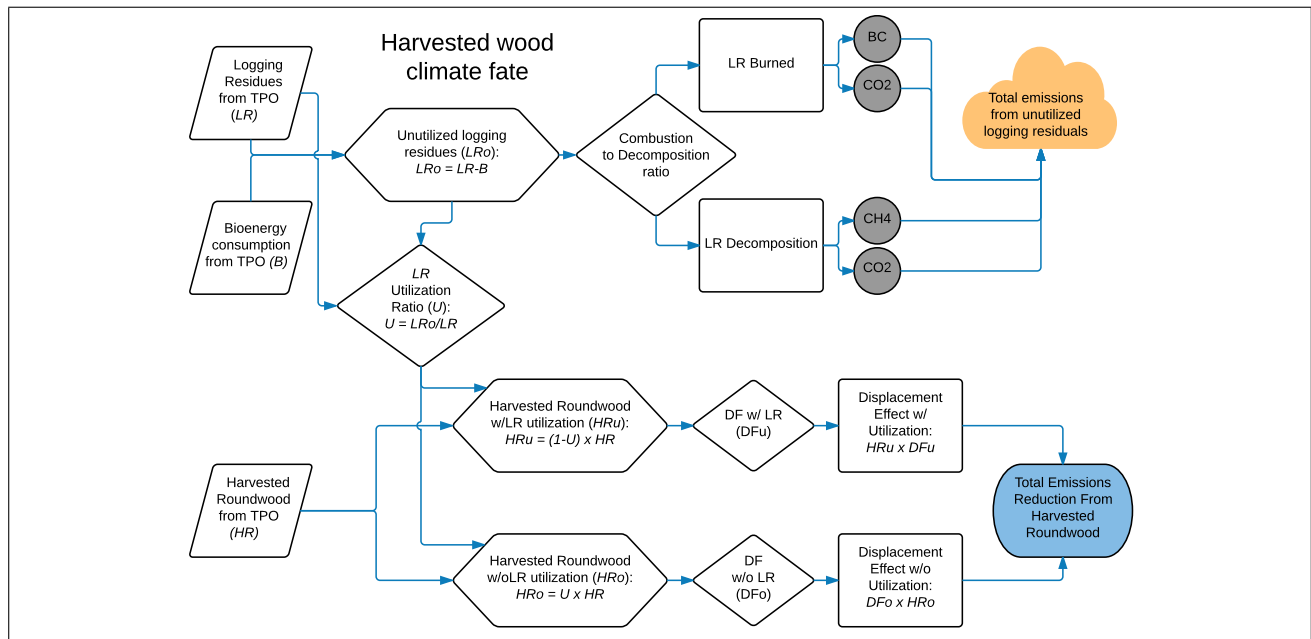 Harvested wood
climate fate
Logging
Residues
from TPO
(LR)
Bioenergy
consumption
from TPO (B)
Unutilized logging
residues (LRo):
LRo = LR-B
Combustion
to Decomposition
ratio
LR Burned
BC
CO2
Total emissions
from unutilized
logging residuals
LR Decomposition
CH4
CO2
LR
Utilization
Ratio (U):
U = LRo/LR
Harvested
Roundwood
from TPO
(HR)
Harvested Roundwood
w/LR utilization (HRu):
HRu = (1-U) x HR
DF w/ LR
(DFu)
Displacement
Effect w/
Utilization:
HRu x DFu
Harvested Roundwood
w/oLR utilization (HRo):
HRo = U x HR
DF
w/o LR
(DFo)
Displacement
Effect w/o
Utilization:
DFo x HRo
Total Emissions
Reduction From
Harvested
Roundwood